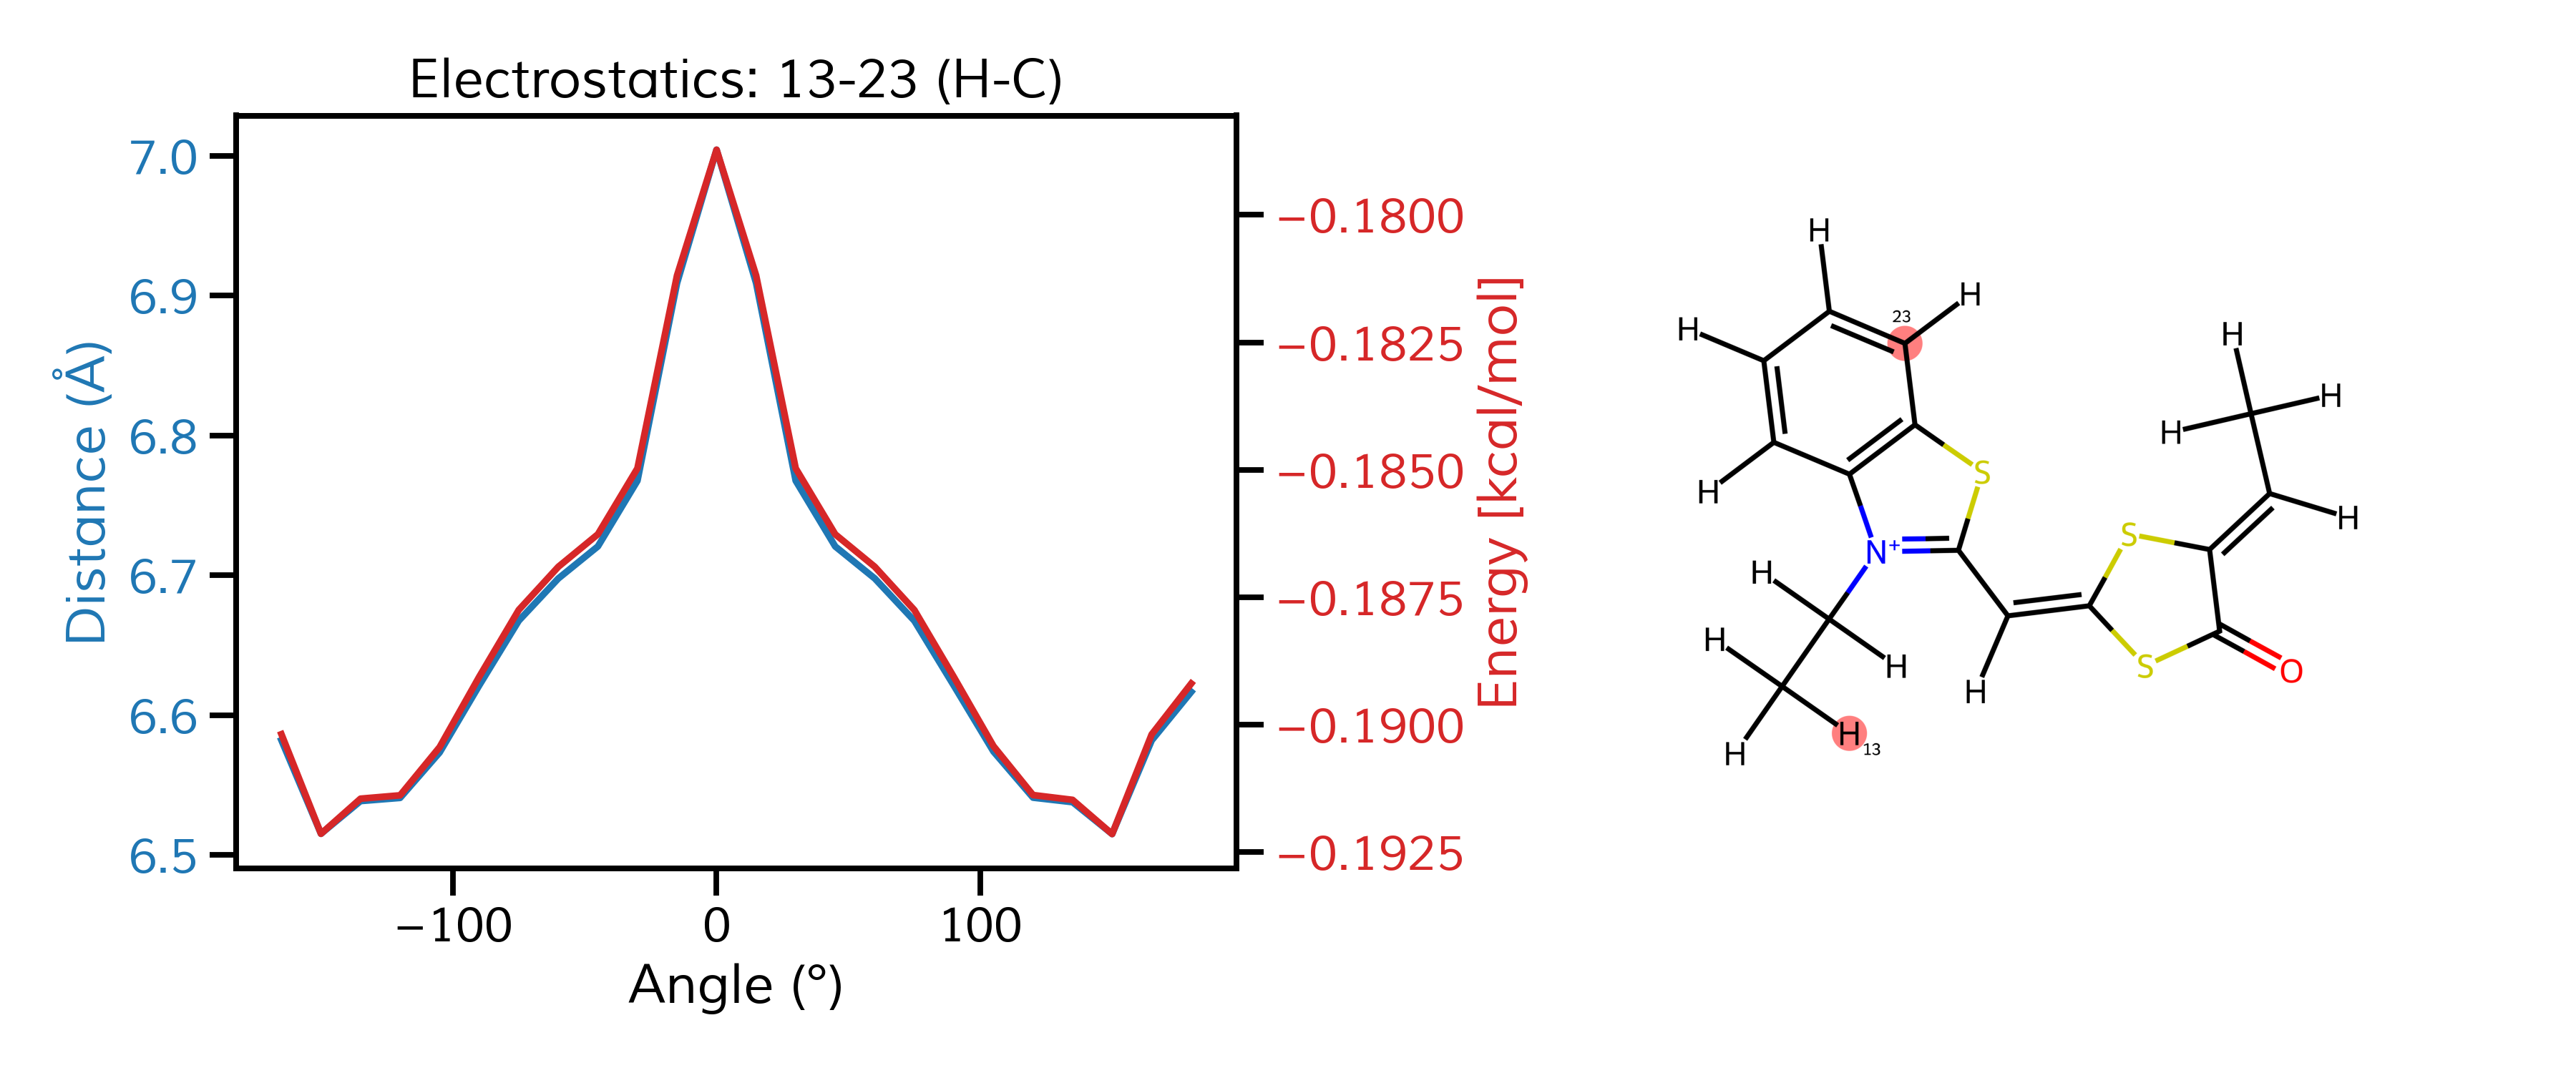 Electrostatics: 13-23 (H-C)
Distance (Å)
7.0
6.9
6.8
6.7
6.6
6.5
−0.1800
−0.1825
−0.1850
−0.1875
−0.1900
−0.1925
Energy [kcal/mol]
−100
0
100
Angle (°)
H
H
23
H
H
H
H
H
S
H
N+
S
H
H
H
H
S
O
H
H
H
13